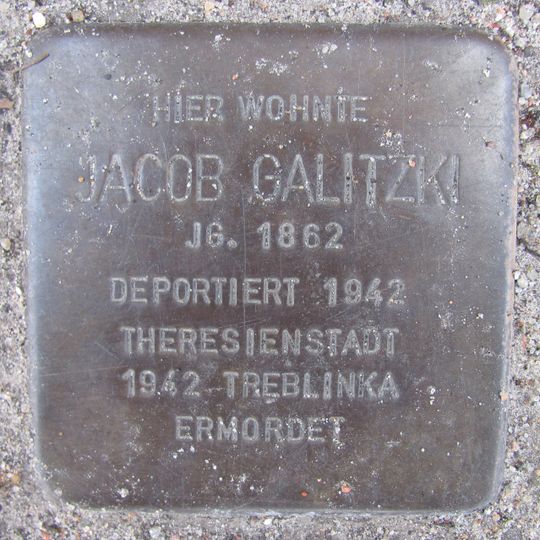 HIER WOHNTE
JACOB GALITZKI
JG. 1862
DEPORTIERT 1942
THERESIENSTADT
1942 TREBLINKA
ERMORDET